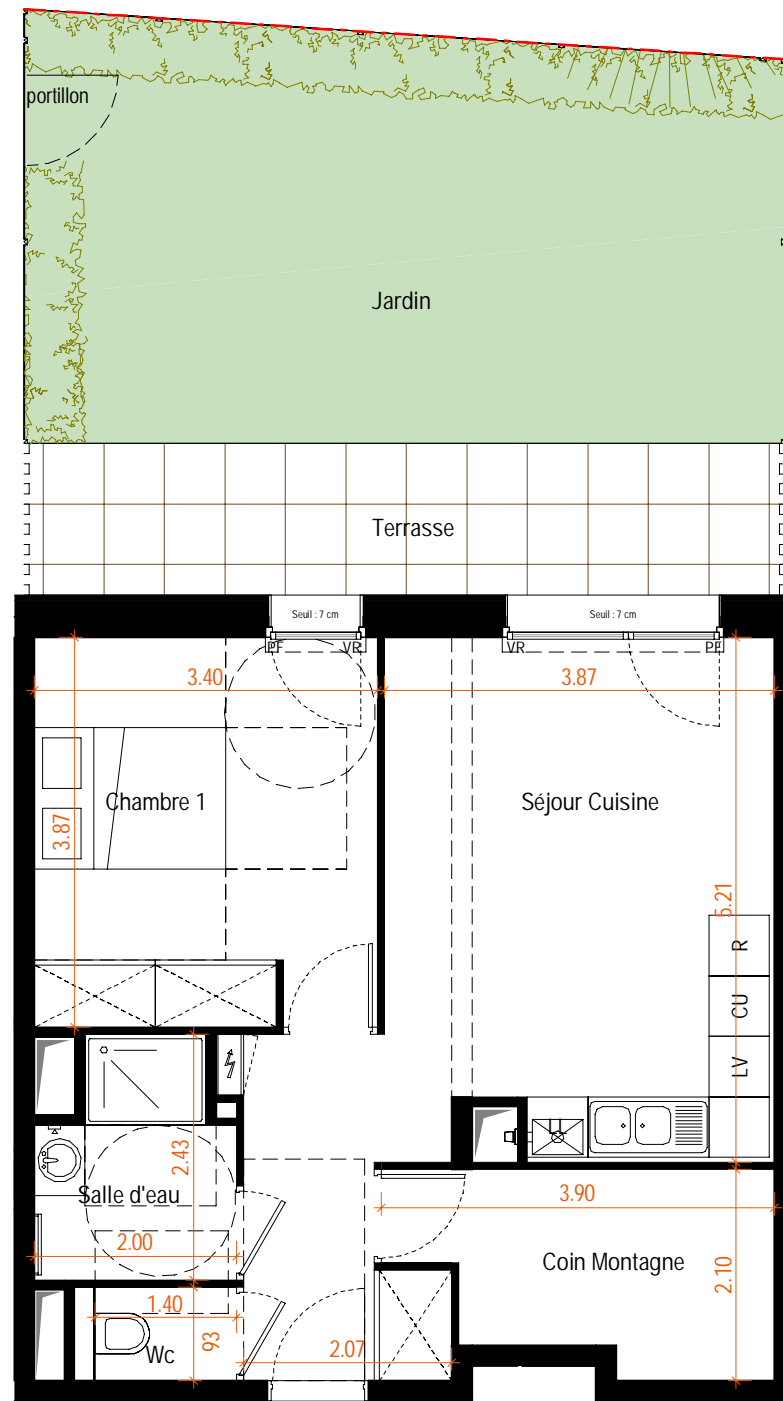 portillon
Jardin
Terrasse
Seuil : 7 cm
Seuil : 7 cm
PF
VR
VR
PF
3.40
3.87
Chambre 1
Séjour Cuisine
3.87
5.21
R
CU
LV
2.43
Salle d'eau
3.90
2.00
Coin Montagne
2.10
1.40
93
Wc
2.07